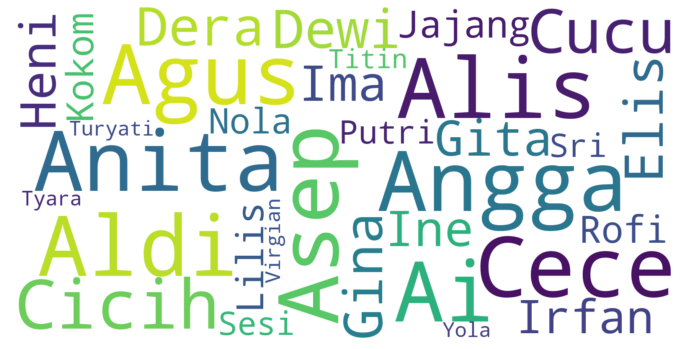 Heni
Kokom
Dera
Dewi
Jajang
Cucu
Agus
Titin
Ima
Alis
Elis
Turyati
Nola
Putri
Gita
Sri
Anita
Asep
Angga
Tyara
Aldi
Lilis
Virgian
Gina
Ine
Rofi
Cicih
Sesi
Ai
Cece
Yola
Irfan